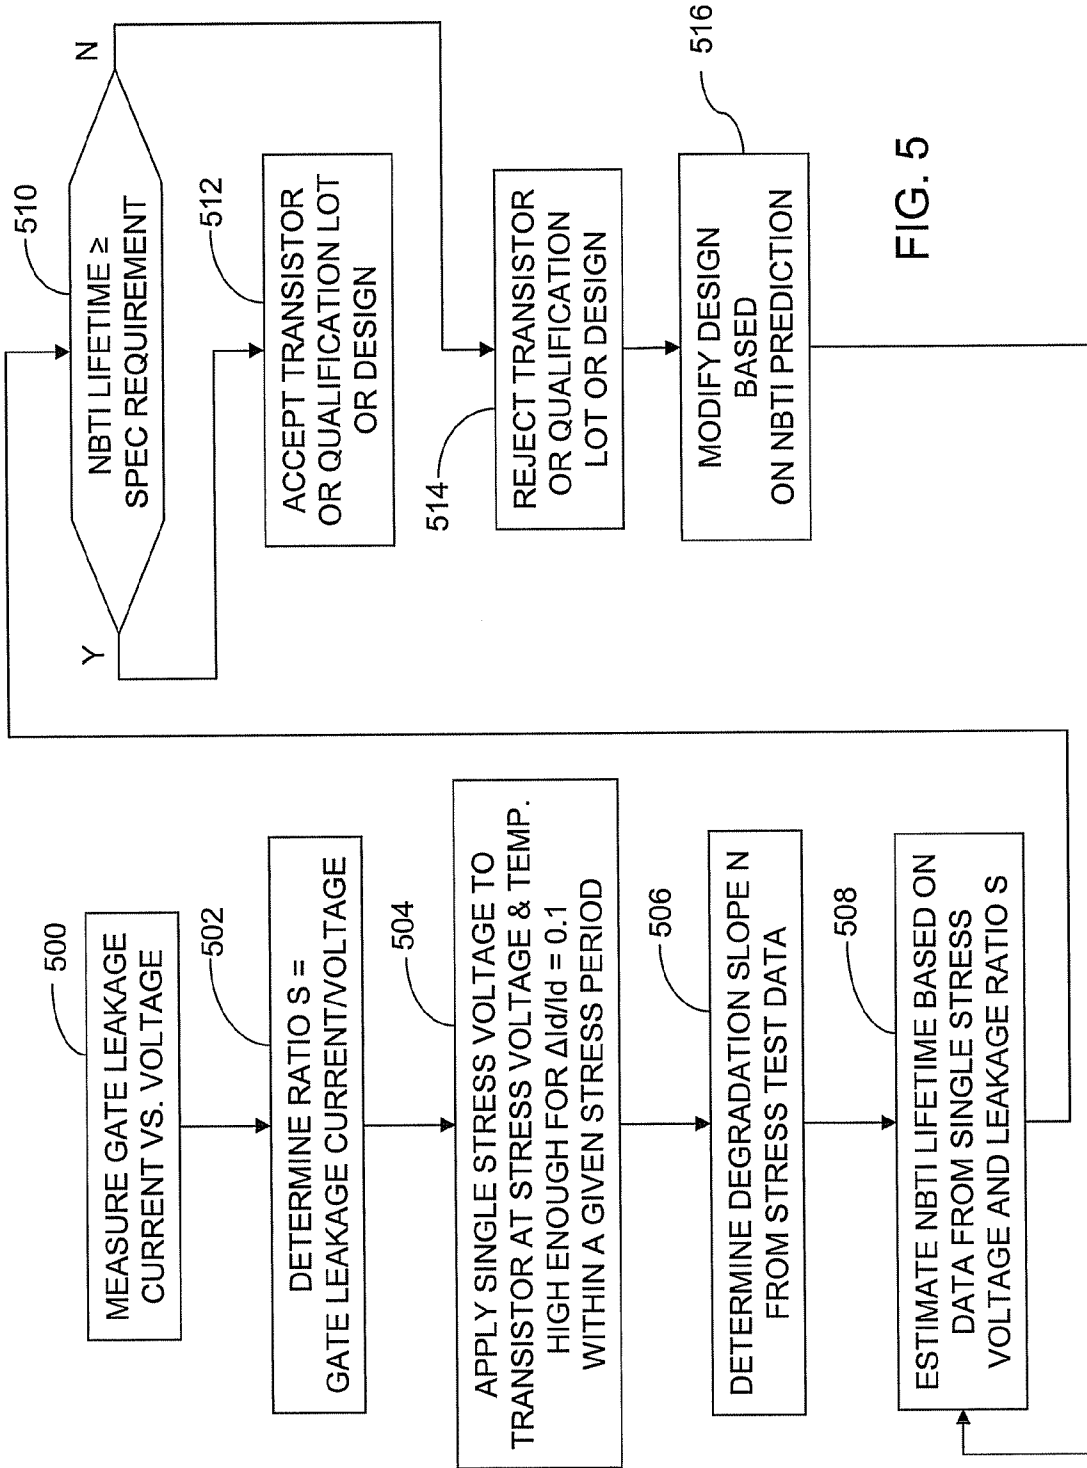 500
MEASURE GATE LEAKAGE
CURRENT VS. VOLTAGE
502
DETERMINE RATIO S =
GATE LEAKAGE CURRENT/VOLTAGE
504
APPLY SINGLE STRESS VOLTAGE TO
TRANSISTOR AT STRESS VOLTAGE & TEMP.
HIGH ENOUGH FOR ΔId/Id = 0.1
WITHIN A GIVEN STRESS PERIOD
506
DETERMINE DEGRADATION SLOPE N
FROM STRESS TEST DATA
508
ESTIMATE NBTI LIFETIME BASED ON
DATA FROM SINGLE STRESS
VOLTAGE AND LEAKAGE RATIO S
510
NBTI LIFETIME ≥
SPEC REQUIREMENT
Y
N
512
ACCEPT TRANSISTOR
OR QUALIFICATION LOT
OR DESIGN
514
REJECT TRANSISTOR
OR QUALIFICATION
LOT OR DESIGN
516
MODIFY DESIGN
BASED
ON NBTI PREDICTION
FIG. 5